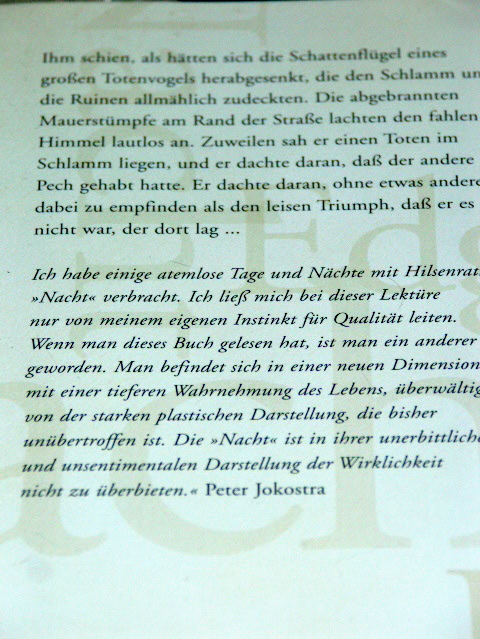 Ihm schien, als hätten sich die Schattenflügel eines
großen Totenvogels herabgesenkt, die den Schlamm un
die Ruinen allmählich zudeckten. Die abgebrannten
Mauerstümpfe am Rand der Straße lachten den fahlen
Himmel lautlos an. Zuweilen sah er einen Toten im
Schlamm liegen, und er dachte daran, daß der andere
Pech gehabt hatte. Er dachte daran, ohne etwas andere
dabei zu empfinden als den leisen Triumph, daß er es
nicht war, der dort lag ...
Ich habe einige atemlose Tage und Nächte mit Hilsenrat
»Nacht« verbracht. Ich ließ mich bei dieser Lektüre
nur von meinem eigenen Instinkt für Qualität leiten.
Wenn man dieses Buch gelesen hat, ist man ein anderer
geworden. Man befindet sich in einer neuen Dimension
mit einer tieferen Wahrnehmung des Lebens, überwältig
von der starken plastischen Darstellung, die bisher
unübertroffen ist. Die »Nacht« ist in ihrer unerbittliche
und unsentimentalen Darstellung der Wirklichkeit
nicht zu überbieten.« Peter Jokostra